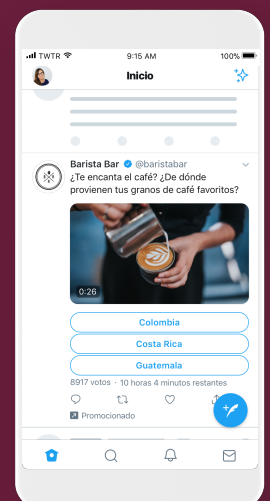 TWTR 9:15 AM 100%
Inicio
Barista Bar @baristabar
¿Te encanta el café? ¿De dónde
provienen tus granos de café favoritos?
0:26
Colombia
Costa Rica
Guatemala
8917 votos · 10 horas 4 minutos restantes
Promocionado